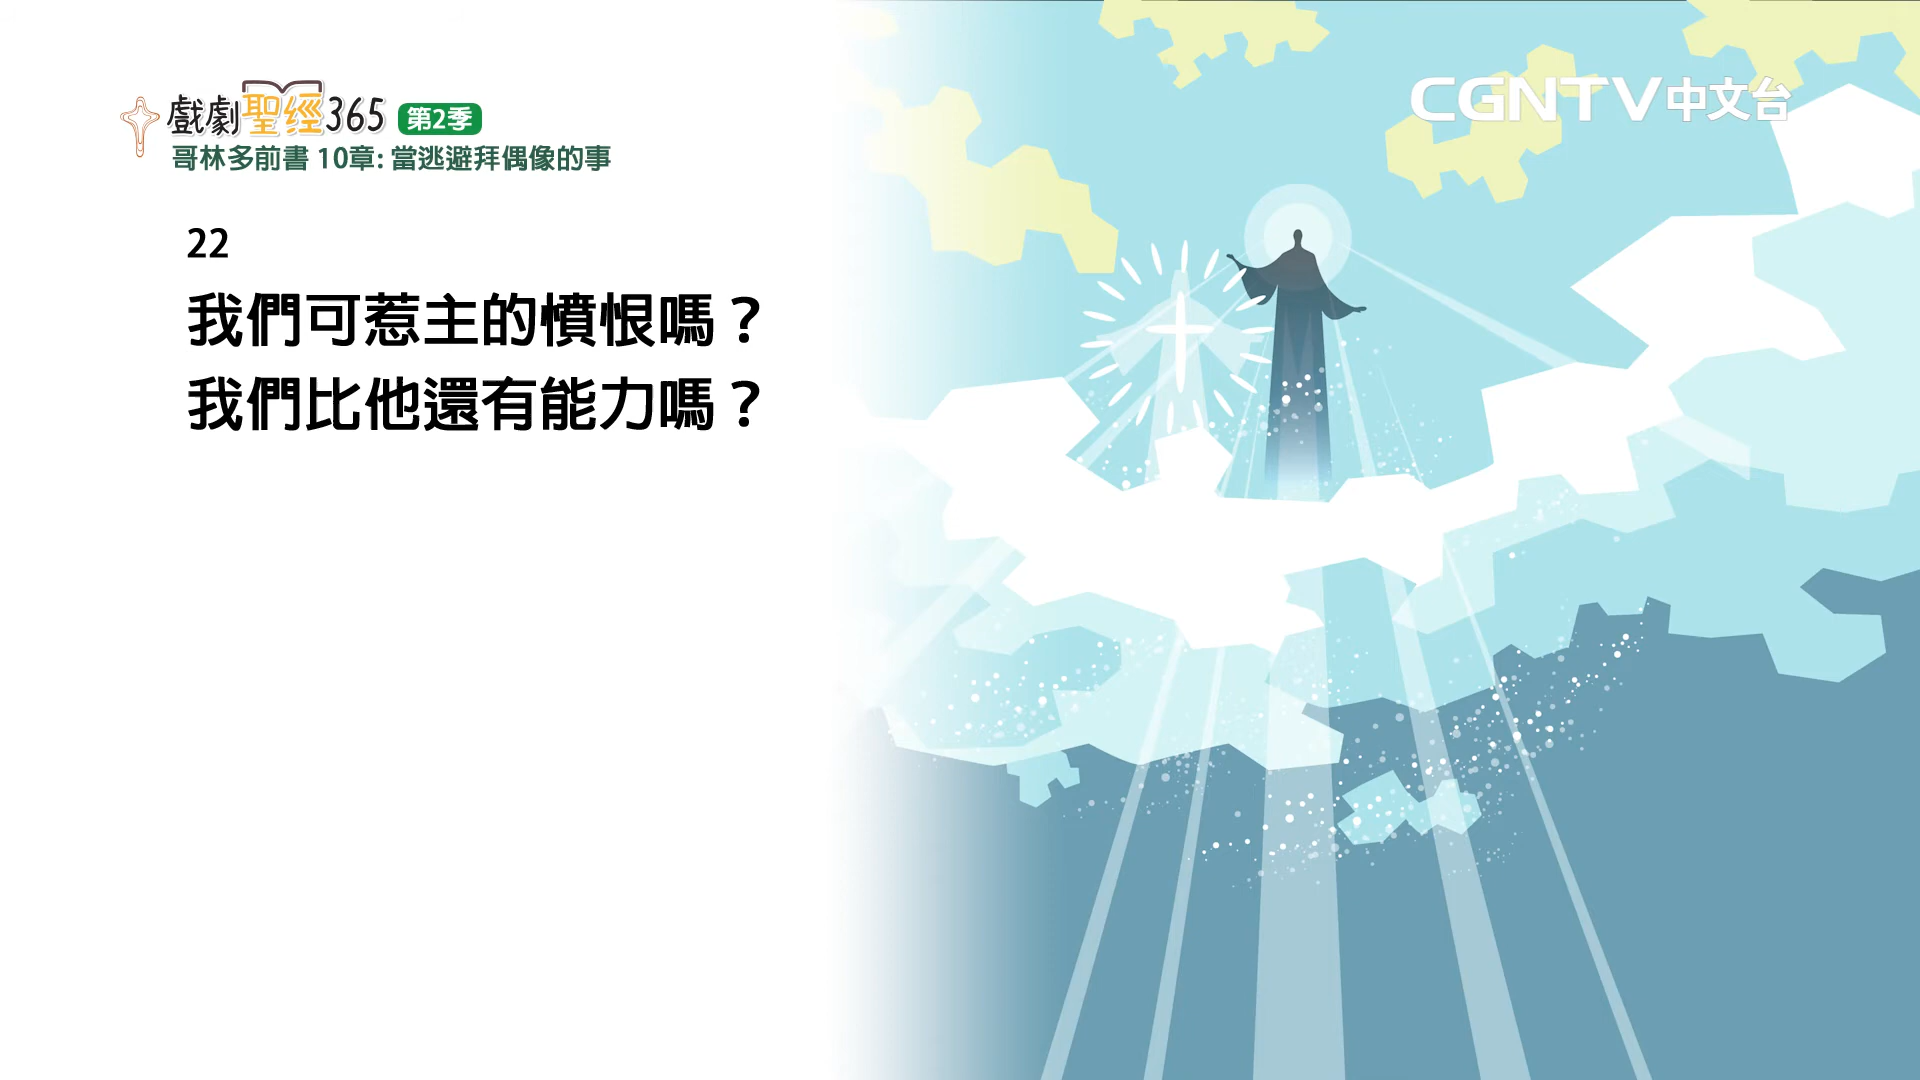 戲劇聖經365 第2季
哥林多前書 10章: 當逃避拜偶像的事
CGNTV中文台
22
我們可惹主的憤恨嗎？
我們比他還有能力嗎？